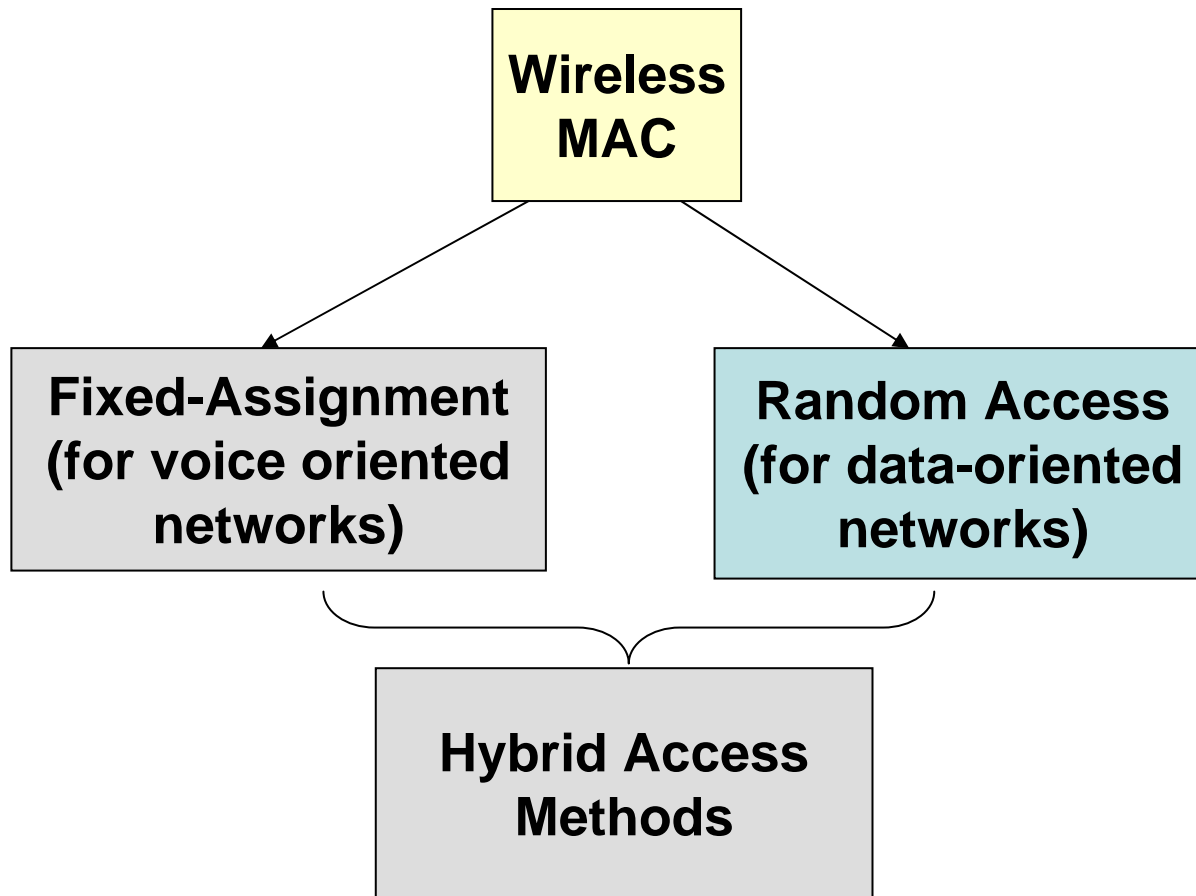 Wireless
MAC
Fixed-Assignment
(for voice oriented
networks)
Random Access
(for data-oriented
networks)
Hybrid Access
Methods